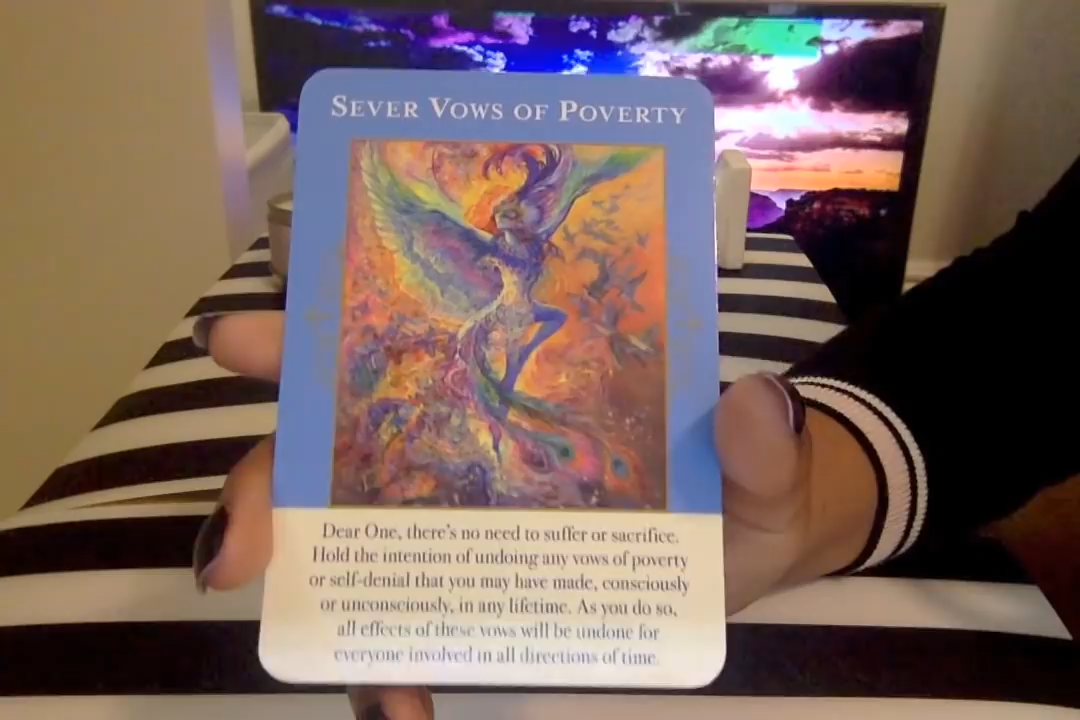 SEVER VOWS OF POVERTY
Dear One, there's no need to suffer or sacrifice.
Hold the intention of undoing any vows of poverty
or self-denial that you may have made, consciously
or unconsciously, in any lifetime. As you do so,
all effects of these vows will be undone for
everyone involved in all directions of time.